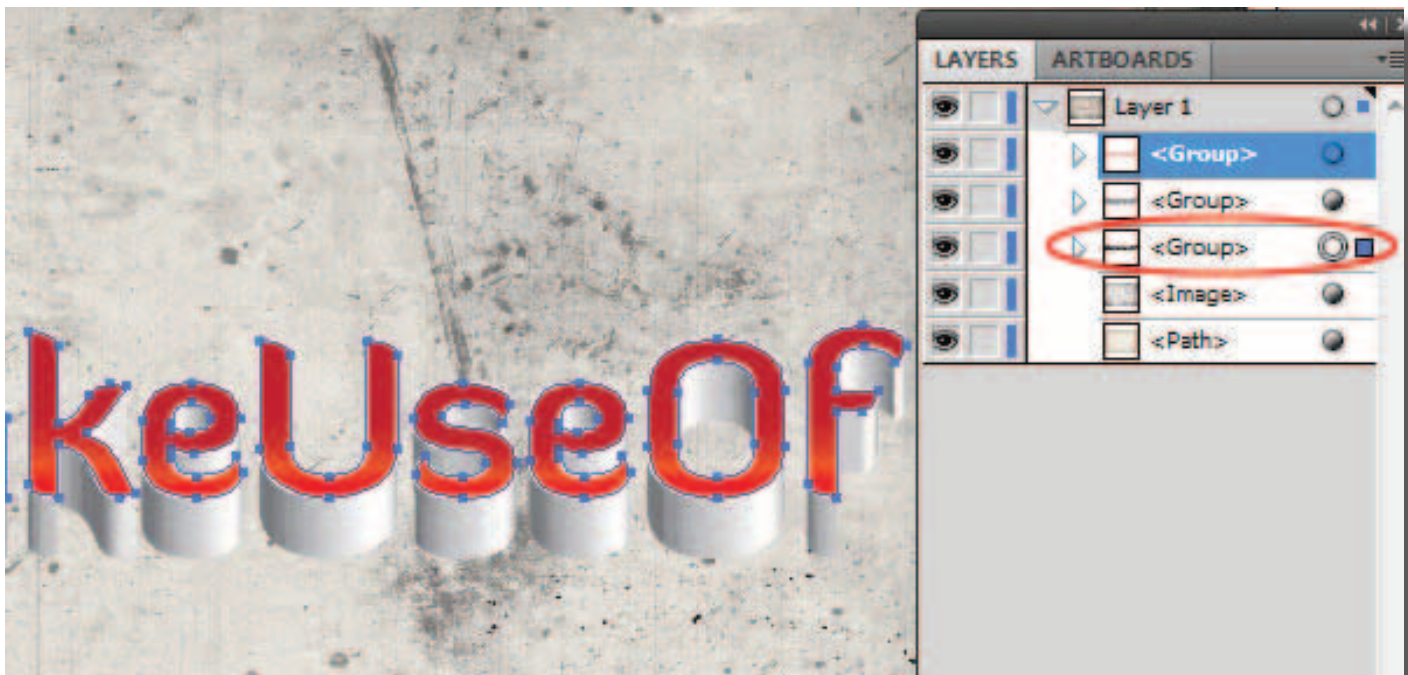 LAYERS ARTBOARDS
Layer 1
<Group>
<Group>
<Group>
<Image>
<Path>
keUseOf